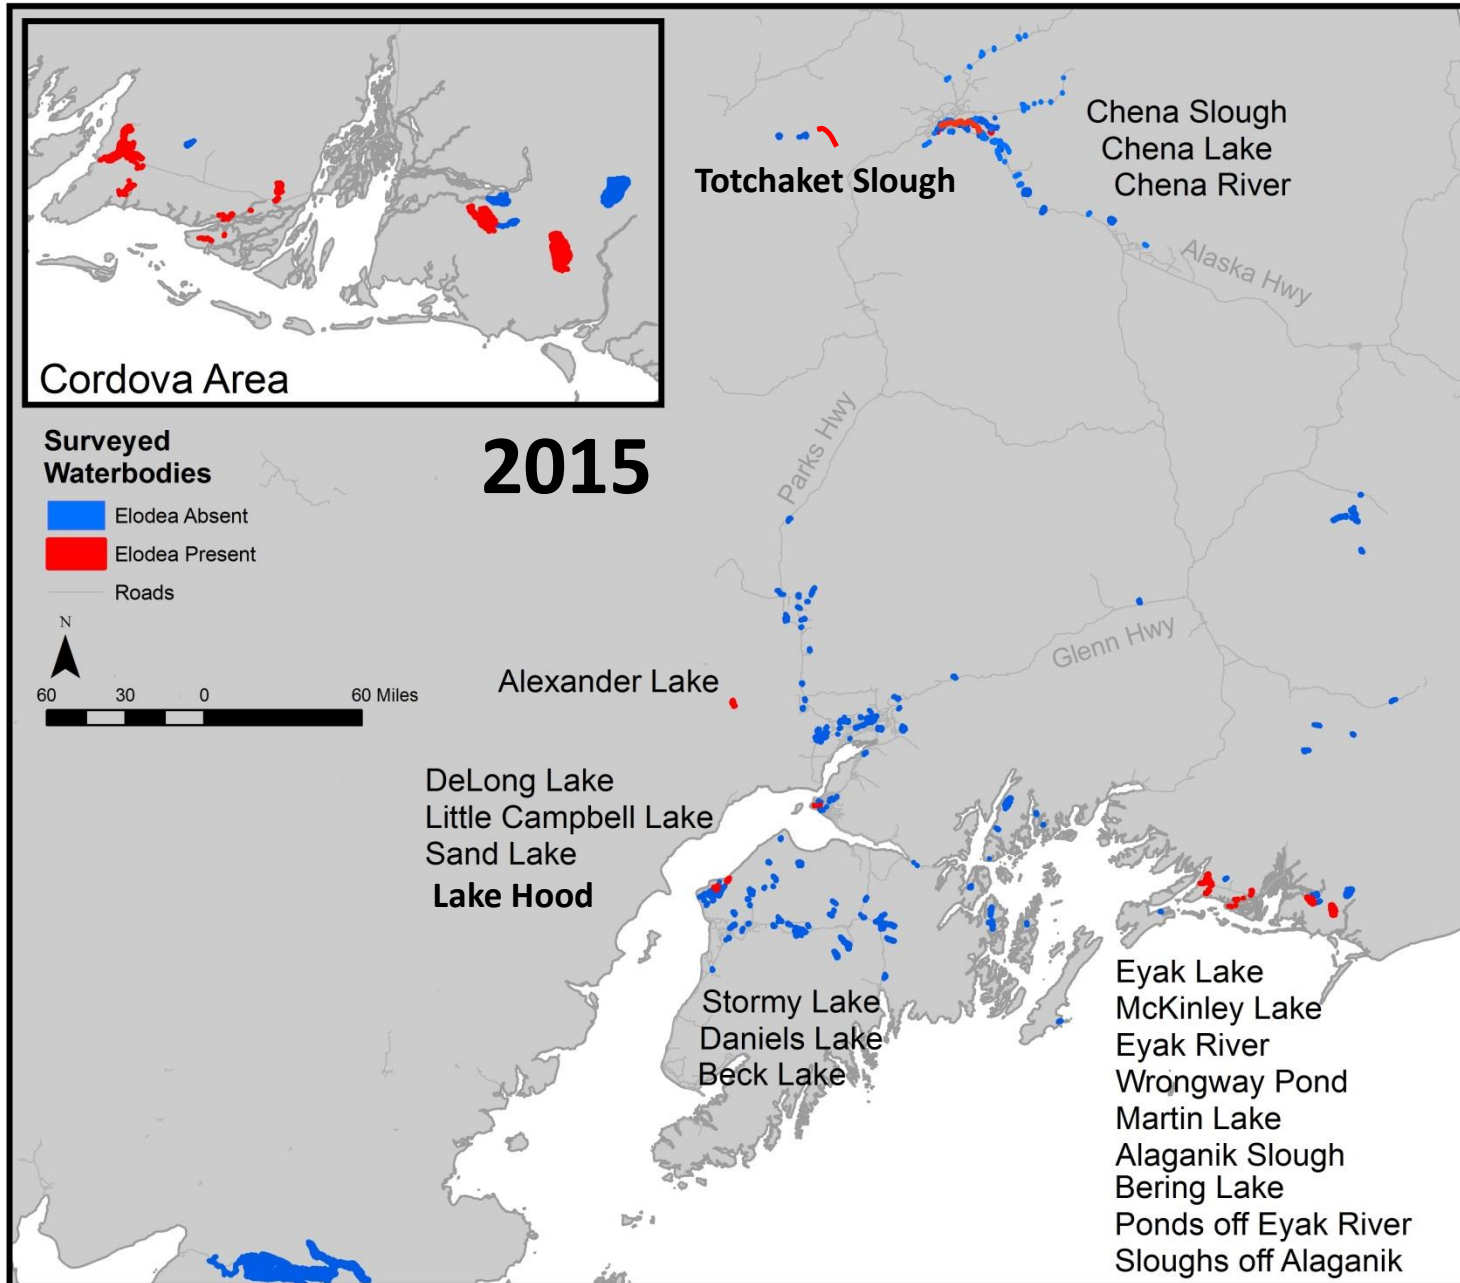 Cordova Area
2015
Surveyed
Waterbodies
Elodea Absent
Elodea Present
Roads
N
60 30 0 60 Miles
Chena Slough
Chena Lake
Chena River
Totchaket Slough
Alaska Hwy
Parks Hwy
Glenn Hwy
Alexander Lake
DeLong Lake
Little Campbell Lake
Sand Lake
Lake Hood
Stormy Lake
Daniels Lake
Beck Lake
Eyak Lake
McKinley Lake
Eyak River
Wrongway Pond
Martin Lake
Alaganik Slough
Bering Lake
Ponds off Eyak River
Sloughs off Alaganik